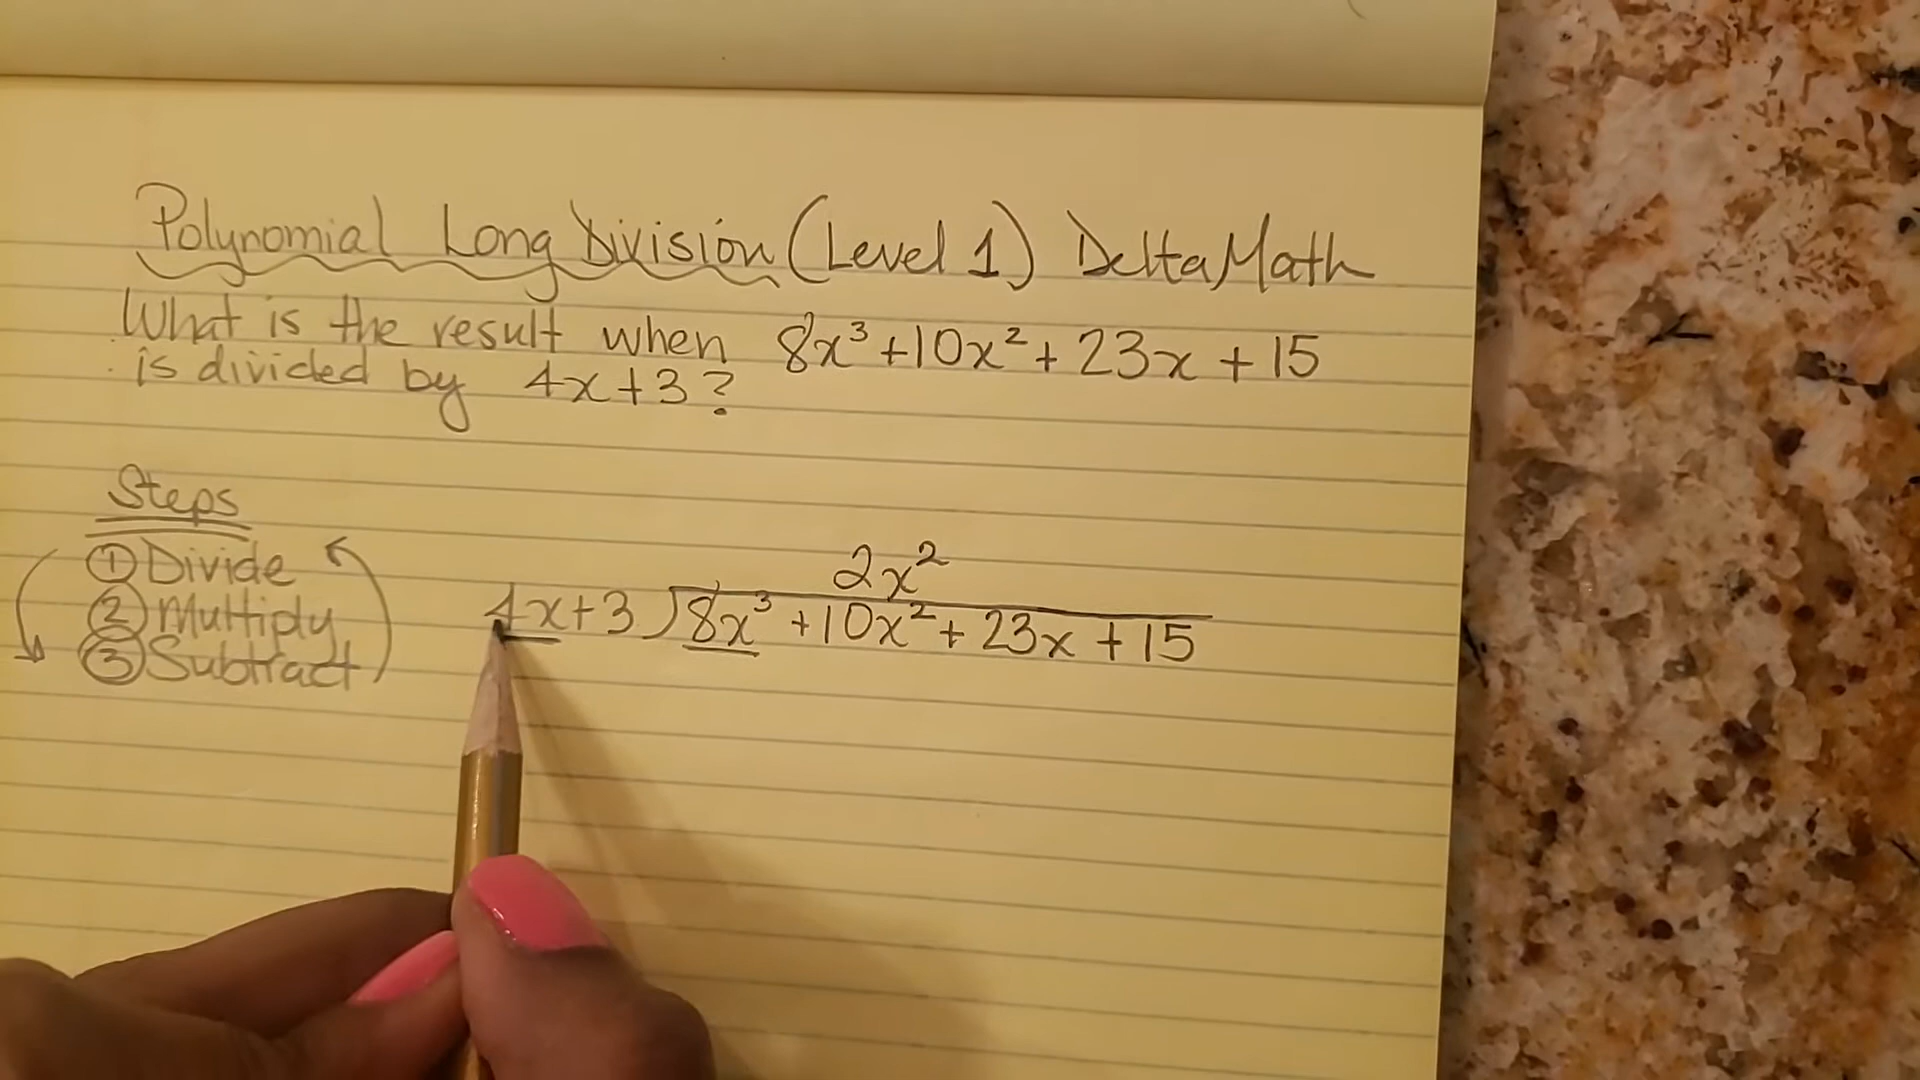 Polynomial Long Division (Level 1) DeltaMath
What is the result when 8x³+10x²+23x+15
is divided by 4x+3?
Steps
① Divide
② Multiply
③ Subtract
2x²
4x+3 8x³+10x²+23x+15